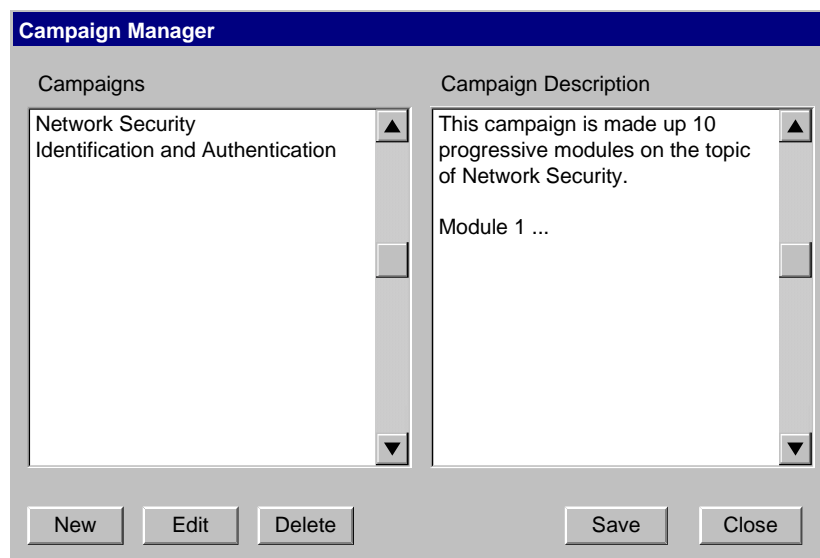 Campaign Manager
Campaigns
Network Security
Identification and Authentication
Campaign Description
This campaign is made up 10
progressive modules on the topic
of Network Security.
Module 1 ...
New
Edit
Delete
Save
Close